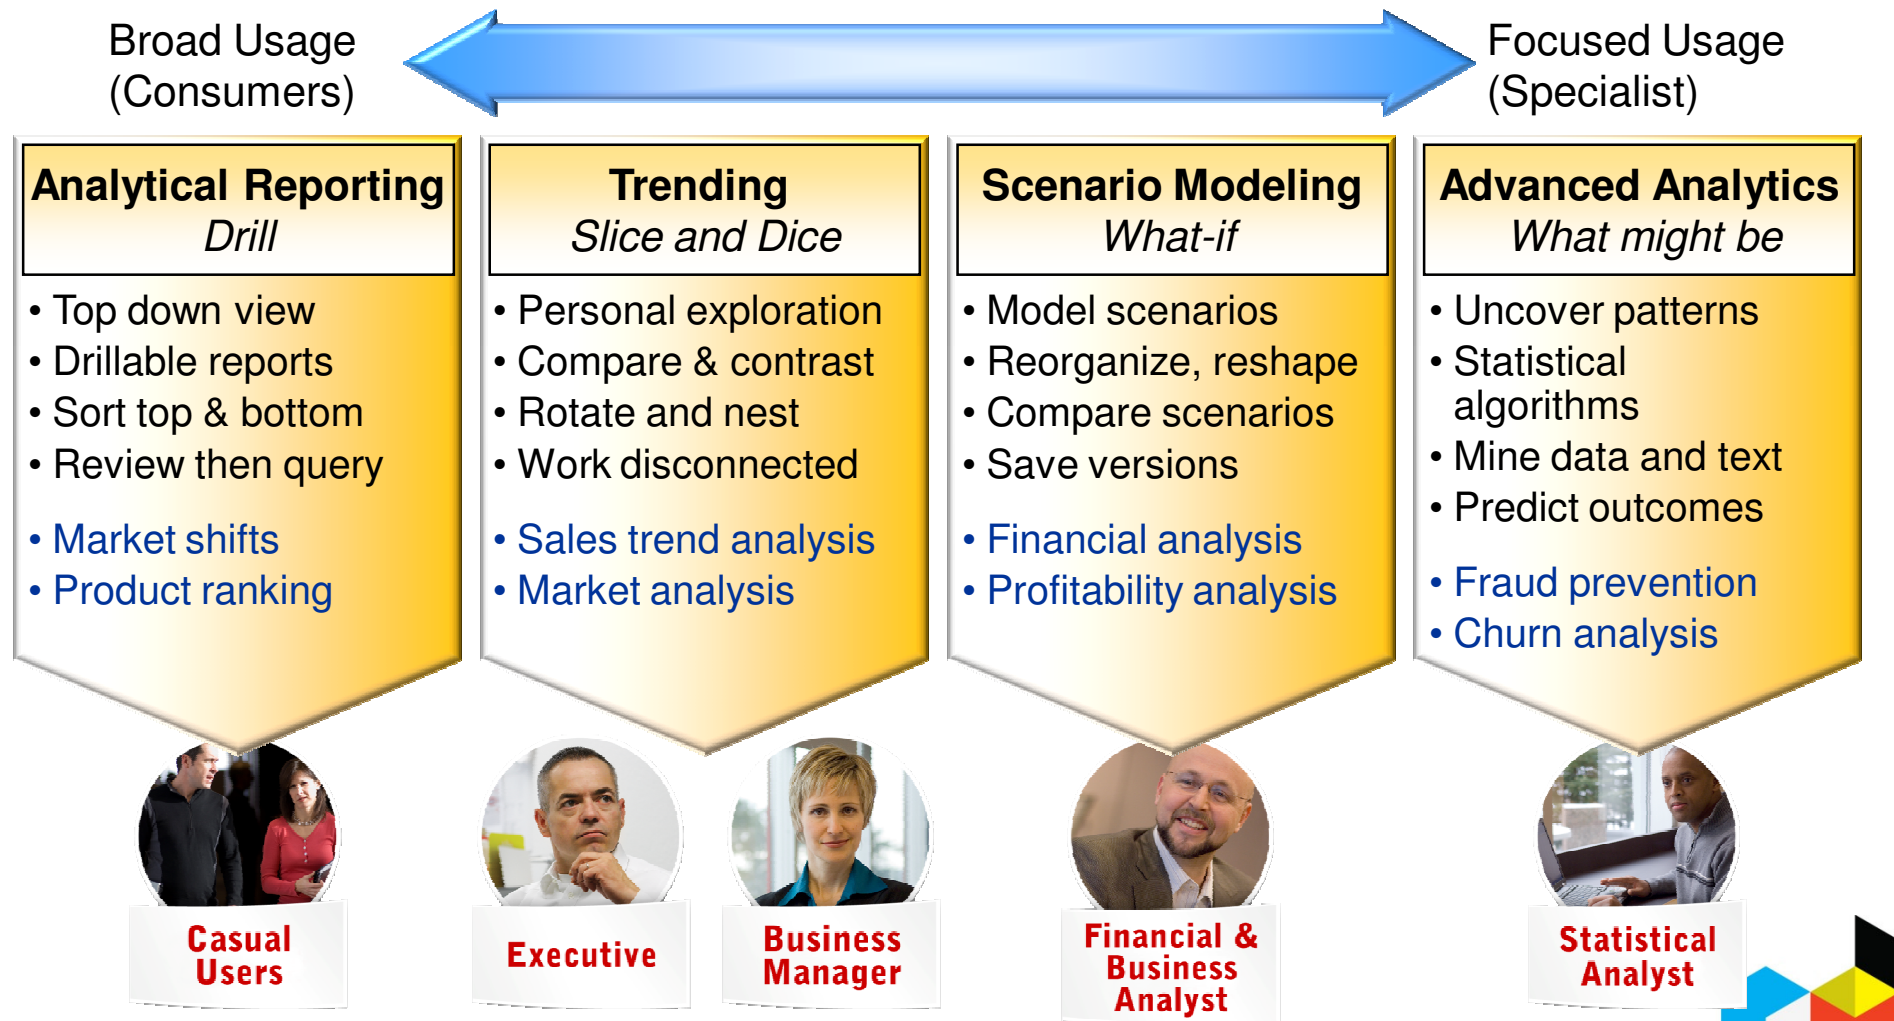 Broad Usage
(Consumers)
Focused Usage
(Specialist)
Analytical Reporting
Drill
• Top down view
• Drillable reports
• Sort top & bottom
• Review then query
• Market shifts
• Product ranking
Trending
Slice and Dice
• Personal exploration
• Compare & contrast
• Rotate and nest
• Work disconnected
• Sales trend analysis
• Market analysis
Scenario Modeling
What-if
• Model scenarios
• Reorganize, reshape
• Compare scenarios
• Save versions
• Financial analysis
• Profitability analysis
Advanced Analytics
What might be
• Uncover patterns
• Statistical
algorithms
• Mine data and text
• Predict outcomes
• Fraud prevention
• Churn analysis
Casual
Users
Executive
Business
Manager
Financial &
Business
Analyst
Statistical
Analyst